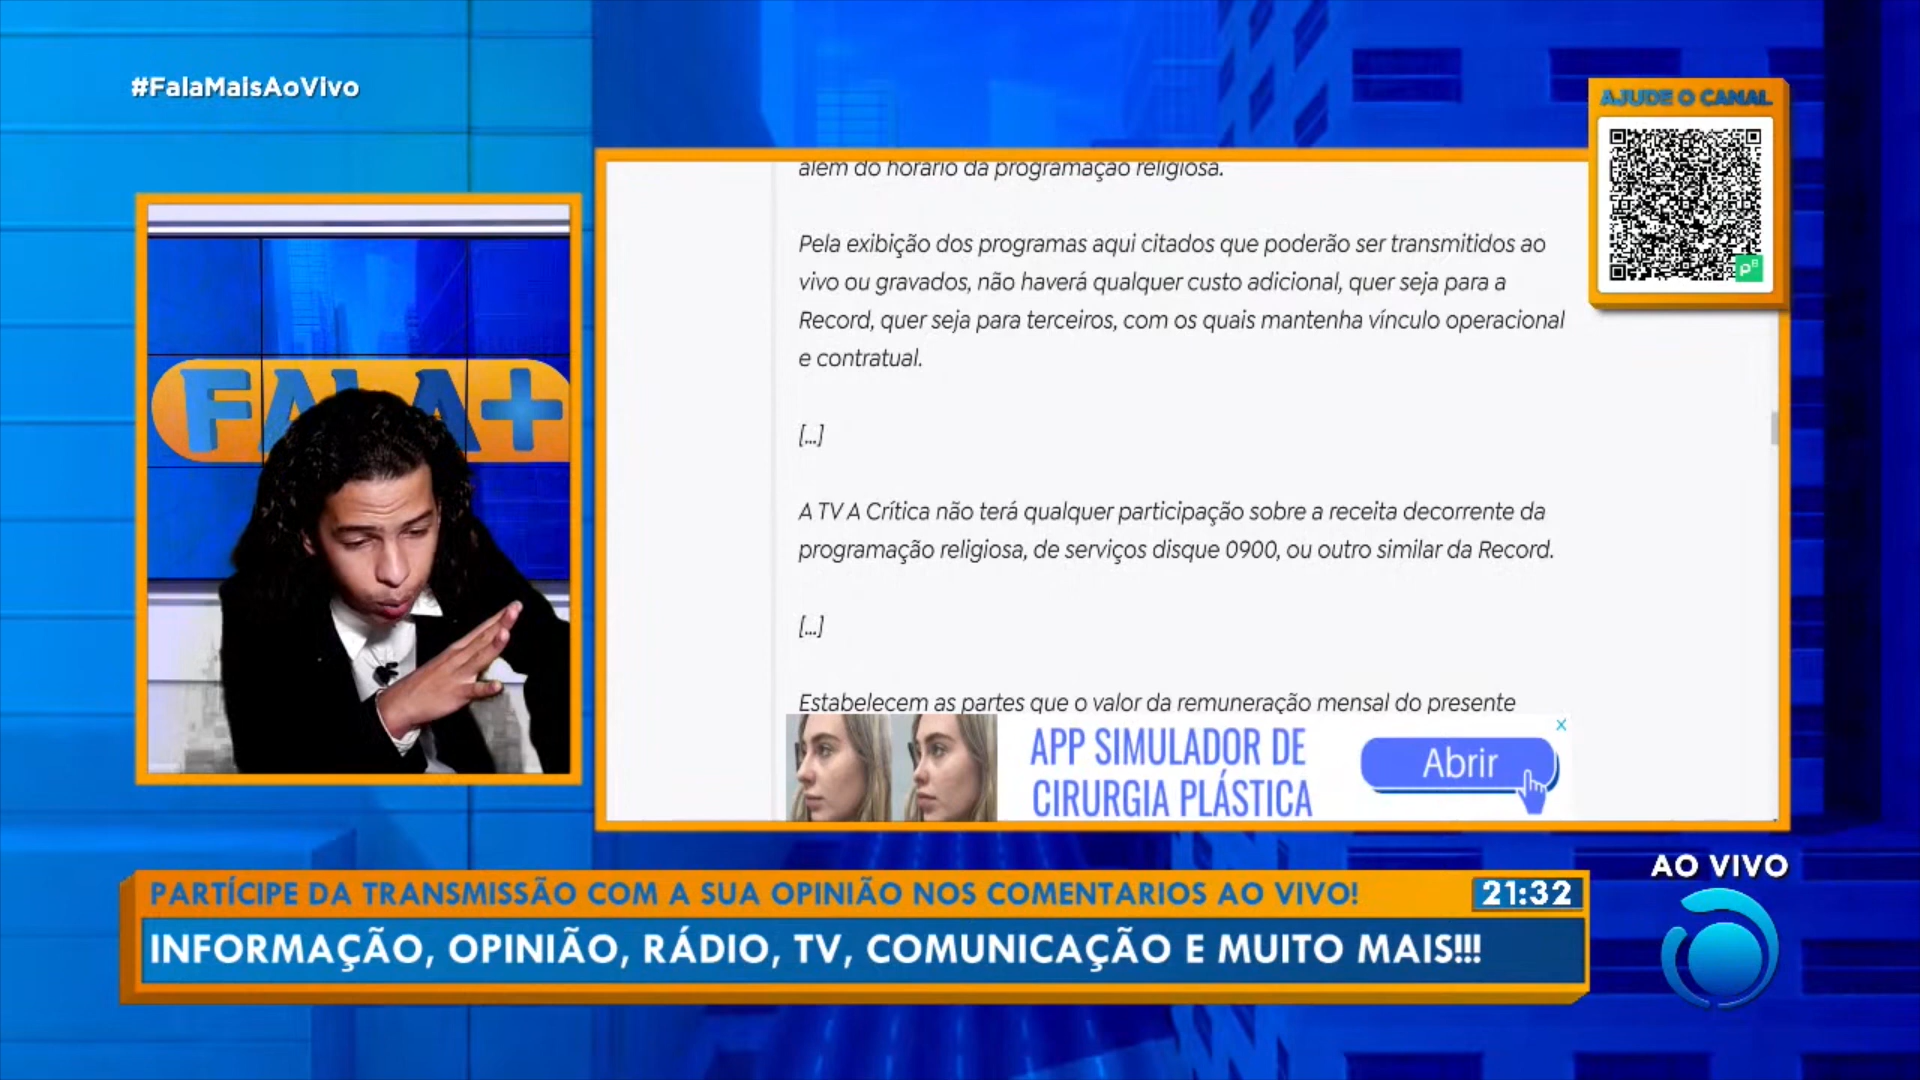 #FalaMaisAoVivo
AJUDE O CANAL
além do horário da programação religiosa.
Pela exibição dos programas aqui citados que poderão ser transmitidos ao
vivo ou gravados, não haverá qualquer custo adicional, quer seja para a
Record, quer seja para terceiros, com os quais mantenha vínculo operacional
e contratual.
[...]
A TV A Crítica não terá qualquer participação sobre a receita decorrente da
programação religiosa, de serviços disque 0900, ou outro similar da Record.
[...]
Estabelecem as partes que o valor da remuneração mensal do presente
APP SIMULADOR DE
CIRURGIA PLÁSTICA
Abrir
FALA+
PARTÍCIPE DA TRANSMISSÃO COM A SUA OPINIÃO NOS COMENTARIOS AO VIVO!
21:32
INFORMAÇÃO, OPINIÃO, RÁDIO, TV, COMUNICAÇÃO E MUITO MAIS!!!
AO VIVO